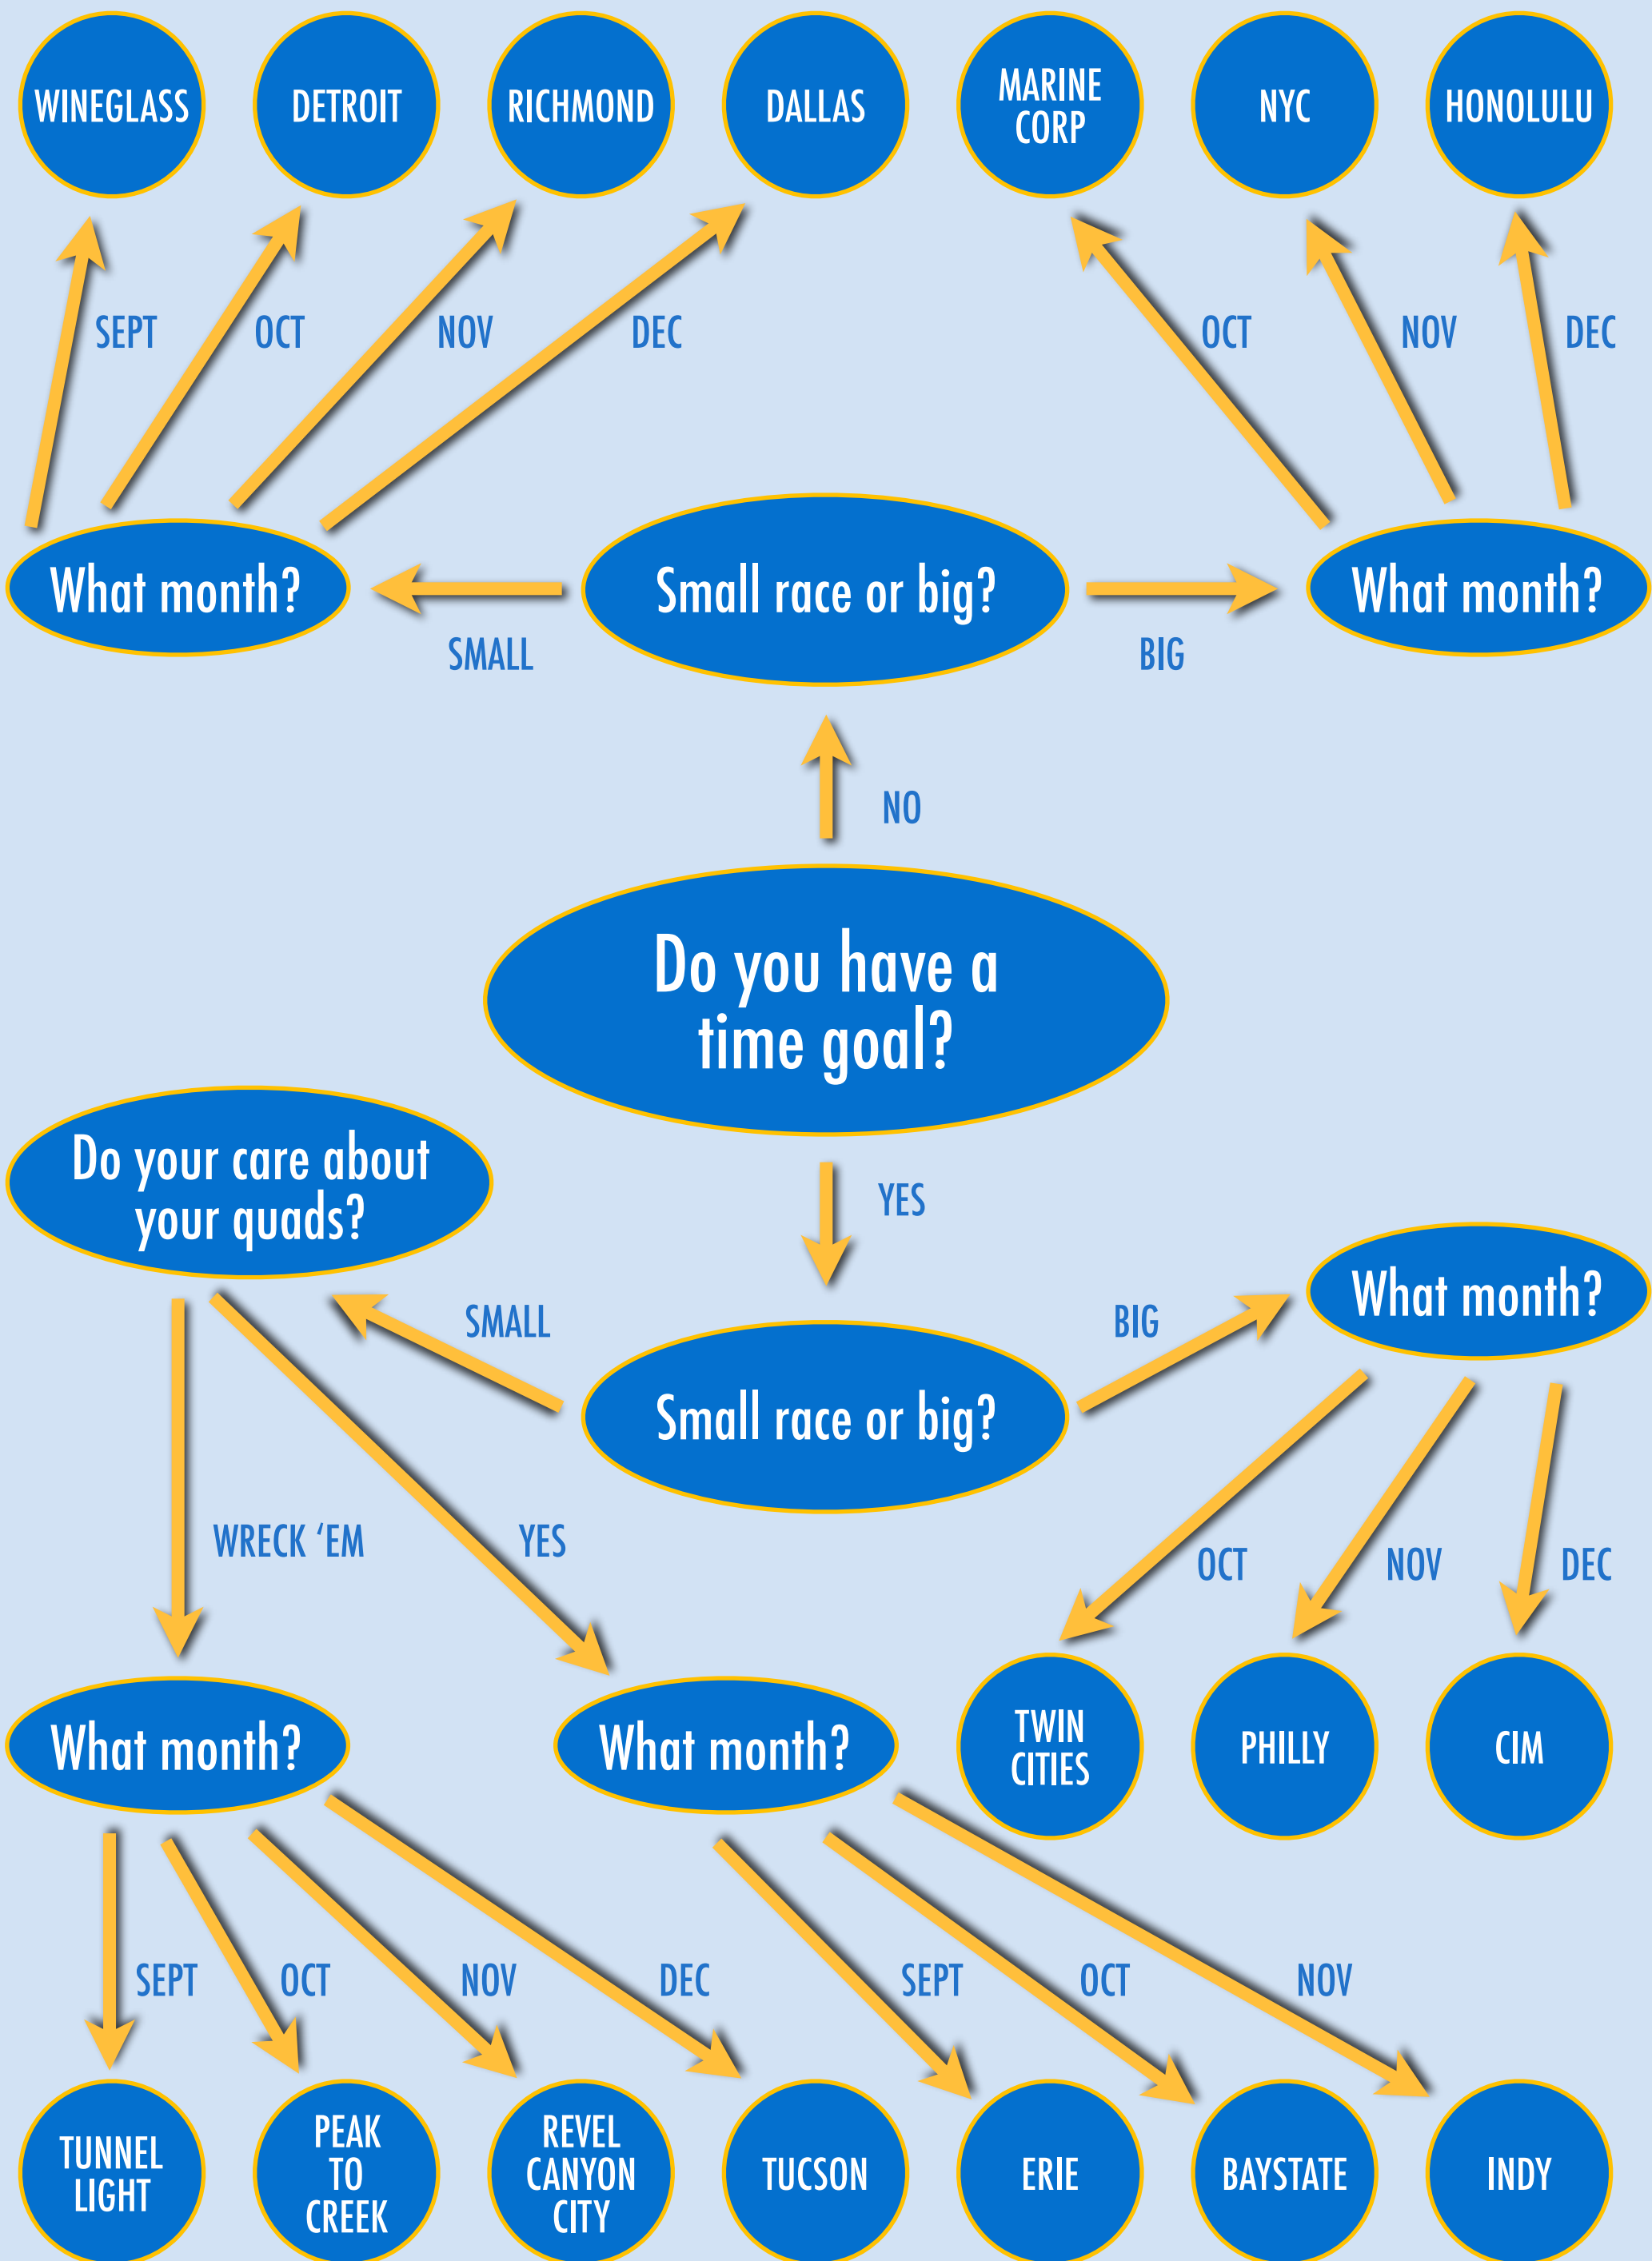 WINEGLASS
DETROIT
RICHMOND
DALLAS
MARINE
CORP
NYC
HONOLULU
SEPT
OCT
NOV
DEC
OCT
NOV
DEC
What month?
Small race or big?
What month?
SMALL
BIG
NO
Do you have a
time goal?
Do your care about
your quads?
YES
What month?
SMALL
BIG
Small race or big?
WRECK ‘EM
YES
OCT
NOV
DEC
What month?
What month?
TWIN
CITIES
PHILLY
CIM
SEPT
OCT
NOV
DEC
SEPT
OCT
NOV
TUNNEL
LIGHT
PEAK
TO
CREEK
REVEL
CANYON
CITY
TUCSON
ERIE
BAYSTATE
INDY